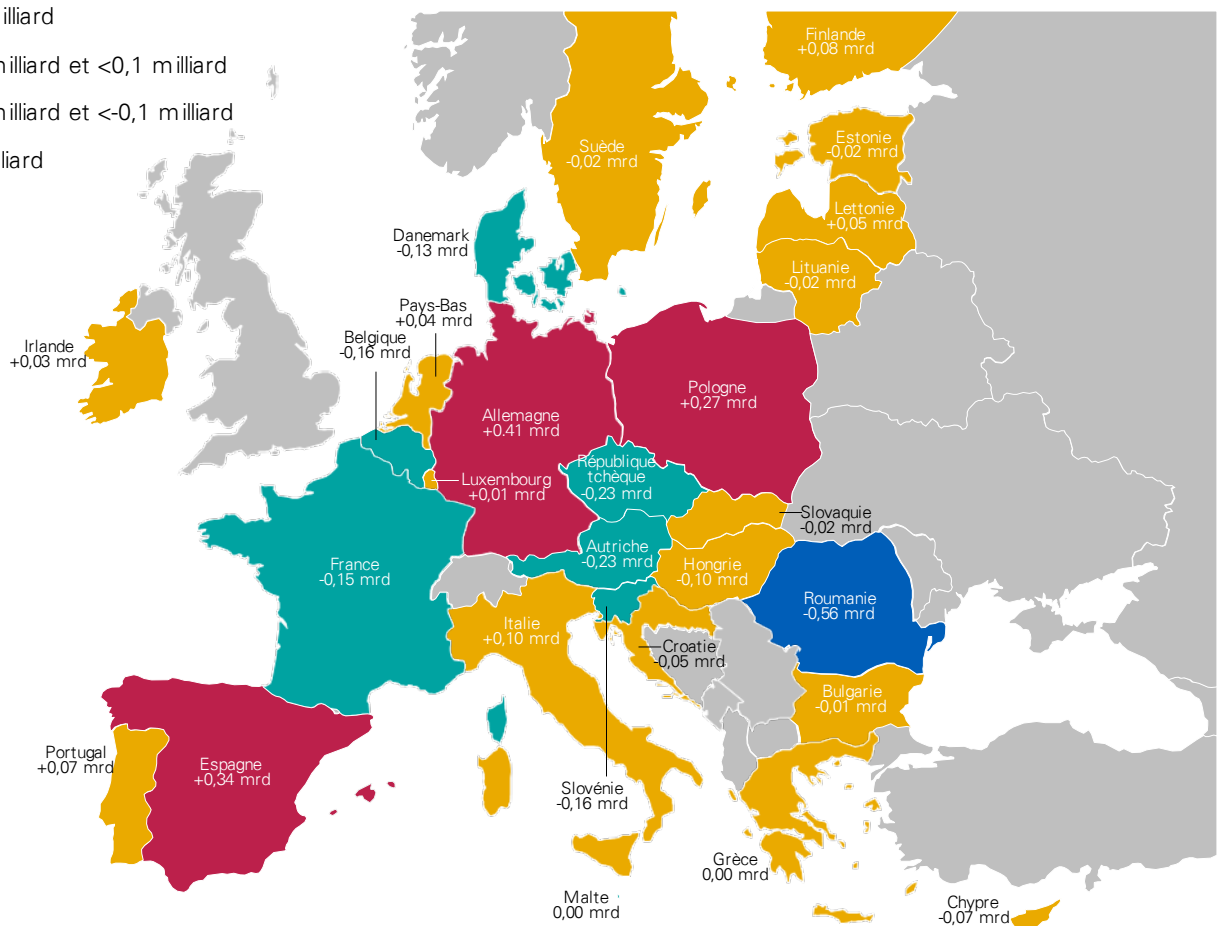 illiard
nilliard et <0,1 milliard
nilliard et <-0,1 milliard
lliard
Finlande
+0,08 mrd
Suède
-0,02 mrd
Estonie
-0,02 mrd
Lettonie
+0,05 mrd
Lituanie
-0,02 mrd
Danemark
-0,13 mrd
Pays-Bas
+0,04 mrd
Belgique
-0,16 mrd
Irlande
+0,03 mrd
Allemagne
+0.41 mrd
Pologne
+0,27 mrd
Luxembourg
+0,01 mrd
République
tchèque
-0,23 mrd
Slovaquie
-0,02 mrd
France
-0,15 mrd
Autriche
-0,23 mrd
Hongrie
-0,10 mrd
Roumanie
-0,56 mrd
Italie
+0,10 mrd
Croatie
-0,05 mrd
Bulgarie
-0,01 mrd
Portugal
+0,07 mrd
Espagne
+0,34 mrd
Slovénie
-0,16 mrd
Grèce
0,00 mrd
Malte
0,00 mrd
Chypre
-0,07 mrd